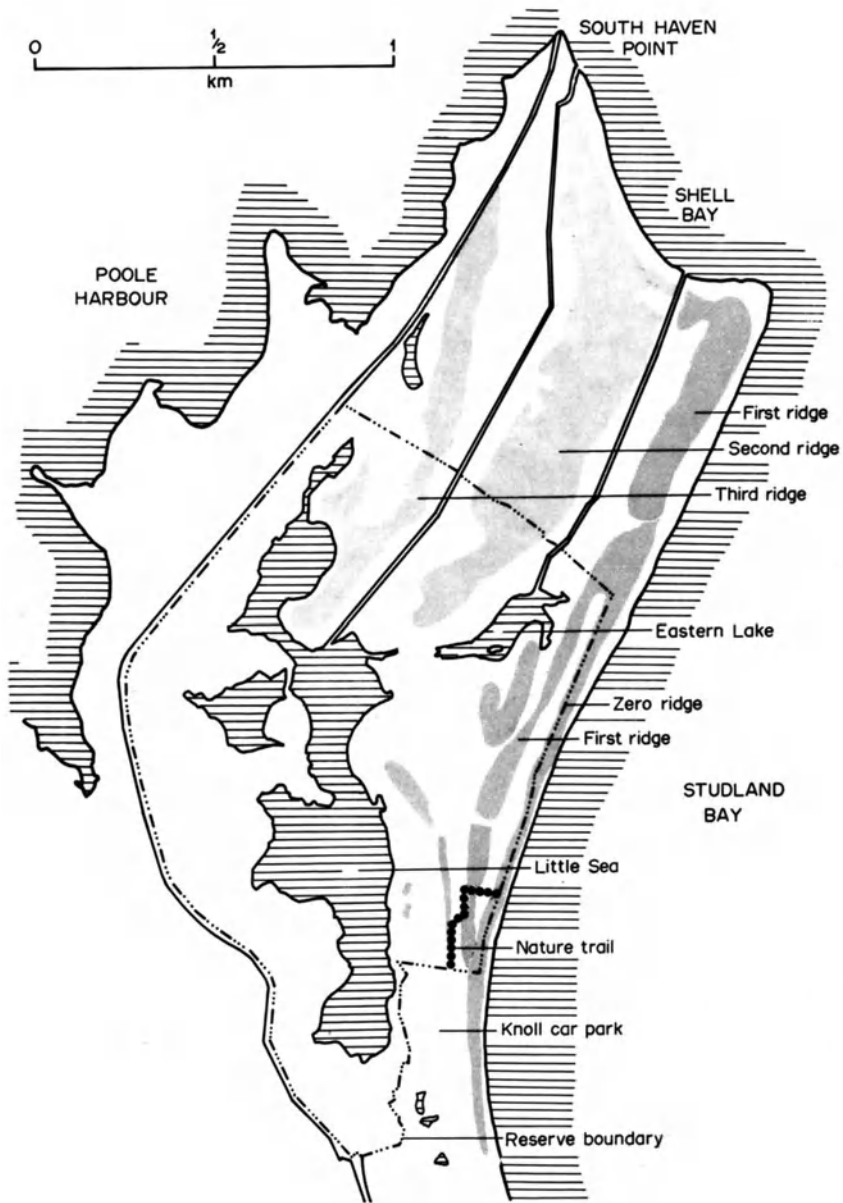 SOUTH HAVEN
POINT
0
1/2
1
km
SHELL
BAY
POOLE
HARBOUR
First ridge
Second ridge
Third ridge
Eastern Lake
Zero ridge
First ridge
STUDLAND
BAY
Little Sea
Nature trail
Knoll car park
Reserve boundary